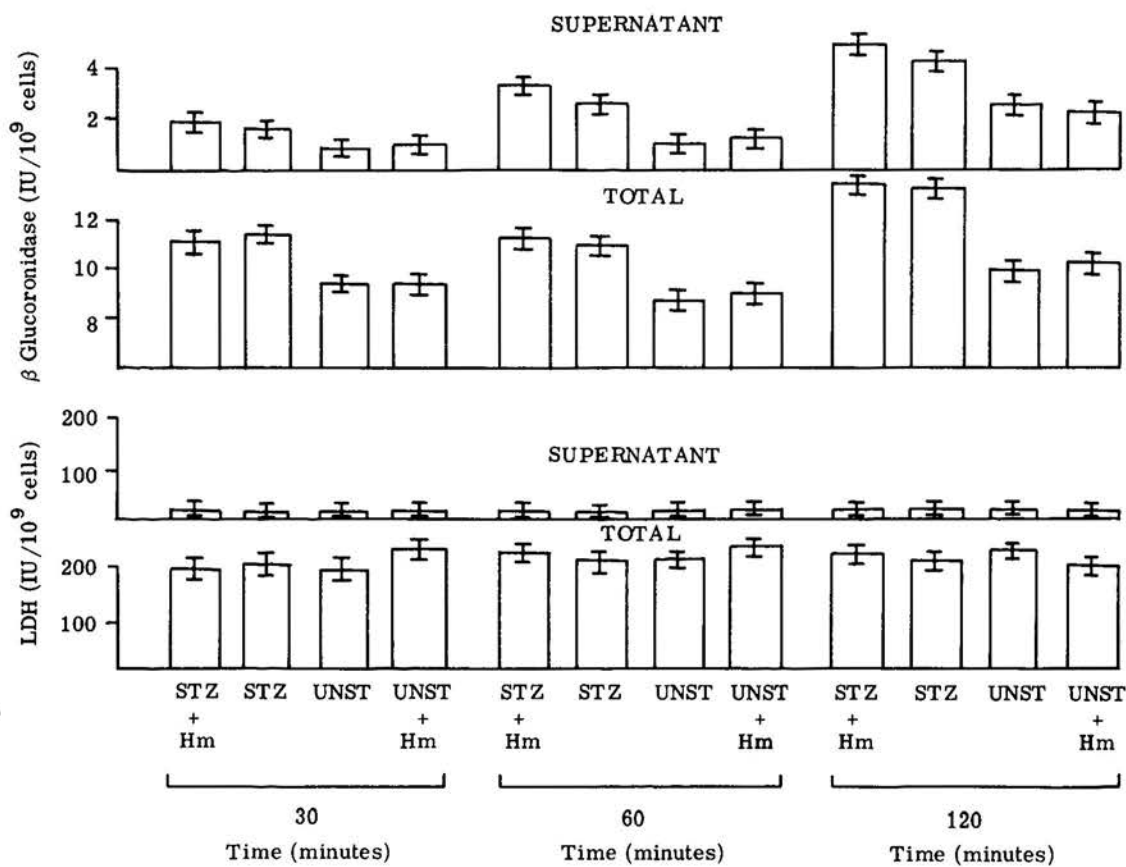 SUPERNATANT
β Glucoronidase (IU/10⁹ cells)
4
2
TOTAL
12
10
8
LDH (IU/10⁹ cells)
200
100
SUPERNATANT
TOTAL
200
100
STZ STZ UNST UNST STZ STZ UNST UNST STZ STZ UNST UNST
+ + + + + +
Hm Hm Hm Hm Hm Hm
30 60 120
Time (minutes) Time (minutes) Time (minutes)